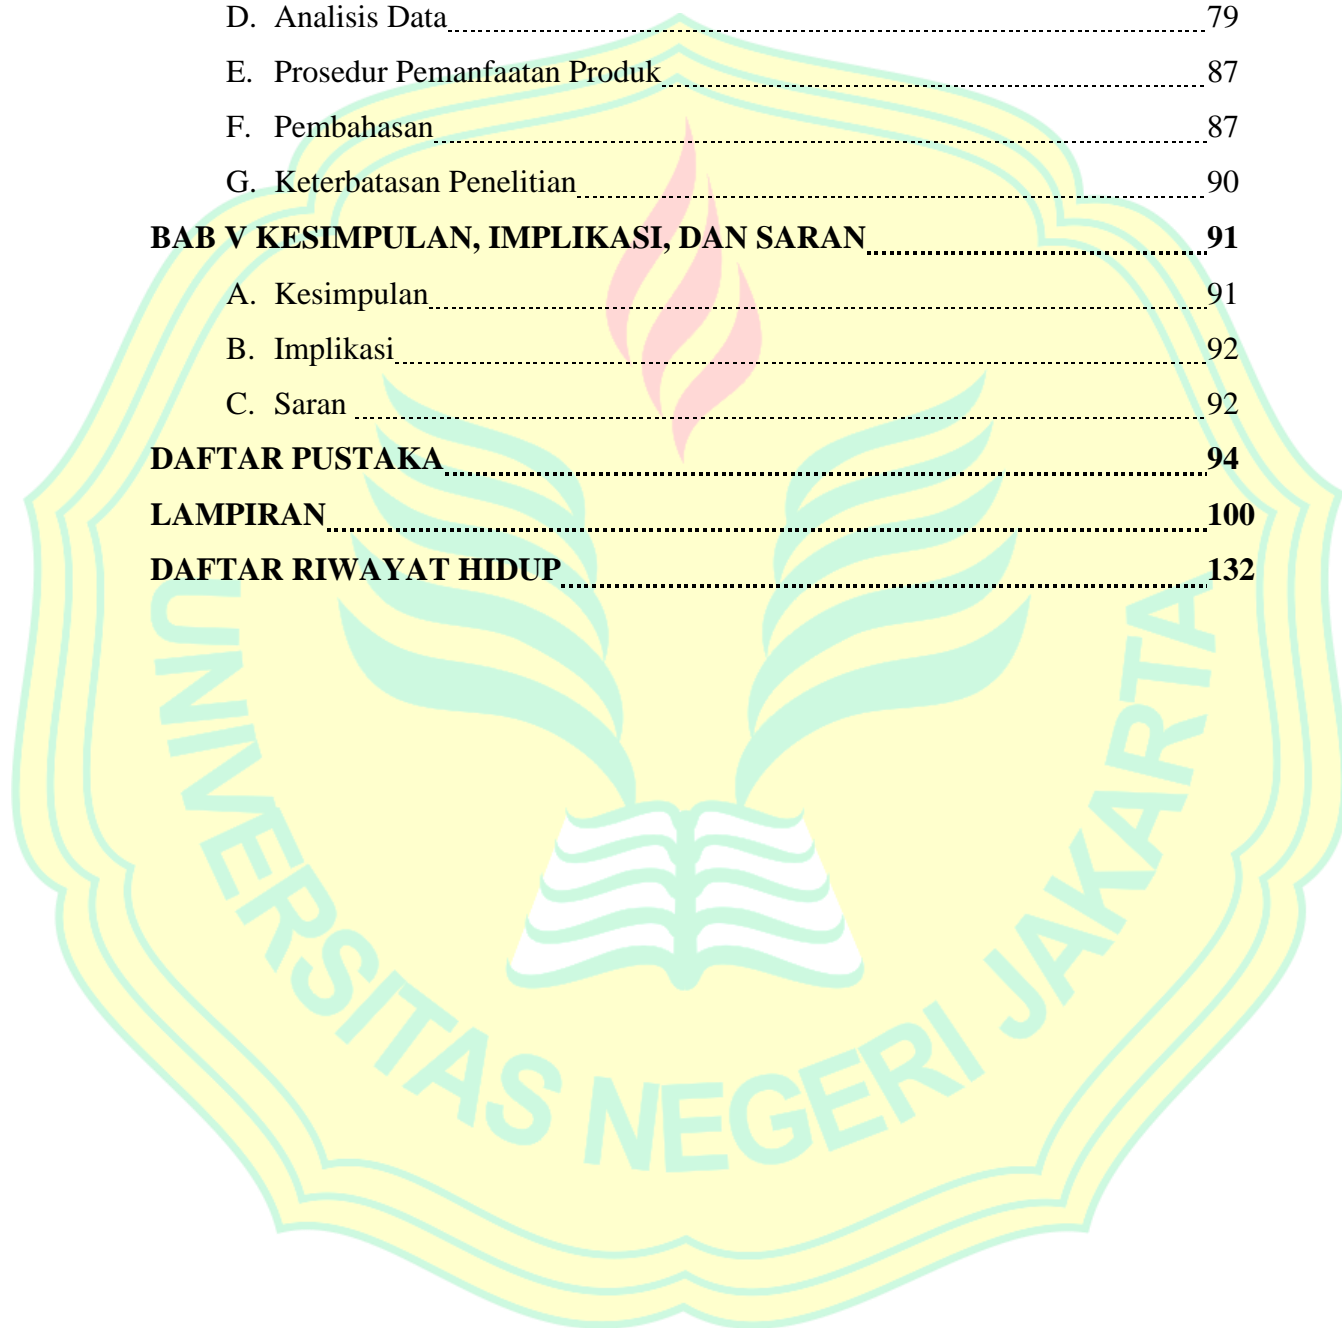 D. Analisis Data 79
E. Prosedur Pemanfaatan Produk 87
F. Pembahasan 87
G. Keterbatasan Penelitian 90
BAB V KESIMPULAN, IMPLIKASI, DAN SARAN 91
A. Kesimpulan 91
B. Implikasi 92
C. Saran 92
DAFTAR PUSTAKA 94
LAMPIRAN 100
DAFTAR RIWAYAT HIDUP 132
UNIVERSITAS NEGERI JAKARTA